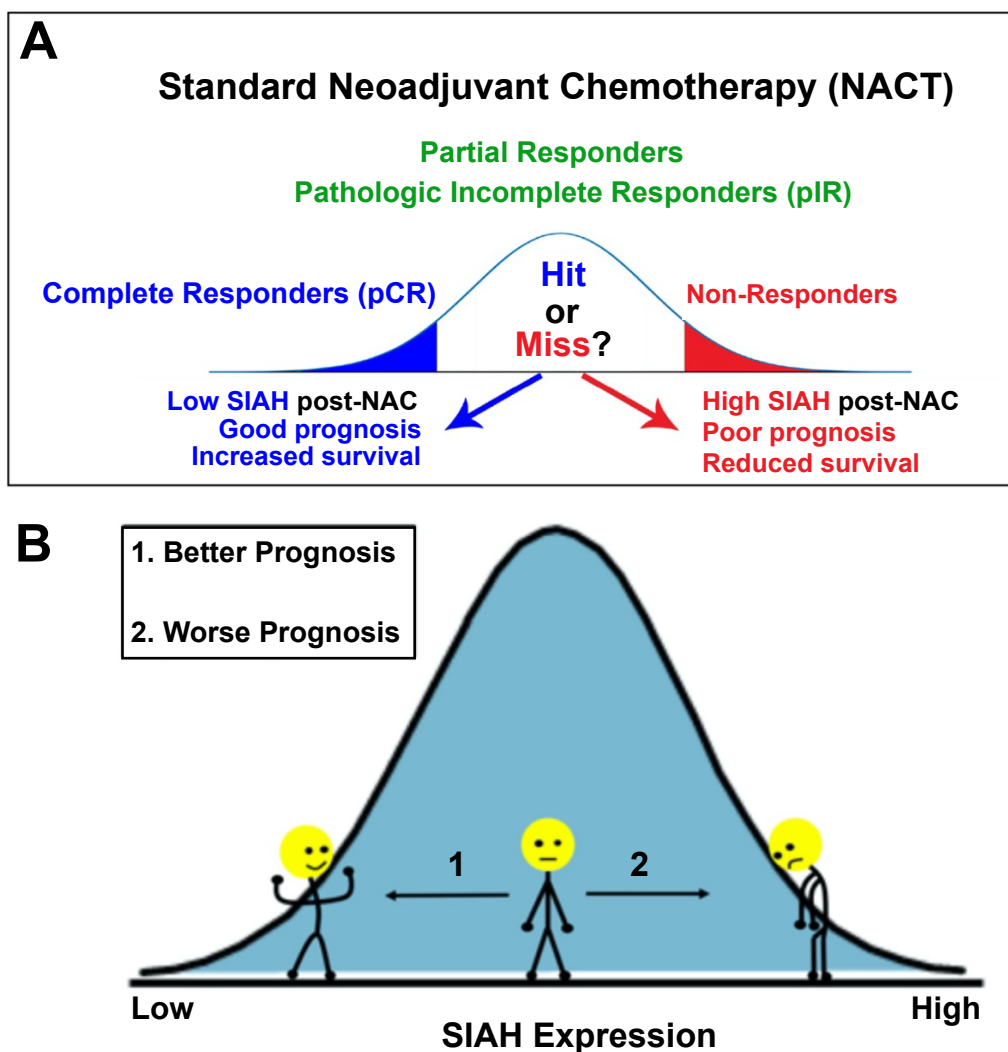 A
Standard Neoadjuvant Chemotherapy (NACT)
Partial Responders
Pathologic Incomplete Responders (pIR)
Complete Responders (pCR)
Hit
or
Miss?
Non-Responders
Low SIAH post-NAC
Good prognosis
Increased survival
High SIAH post-NAC
Poor prognosis
Reduced survival
B
1. Better Prognosis
2. Worse Prognosis
1
2
Low
High
SIAH Expression